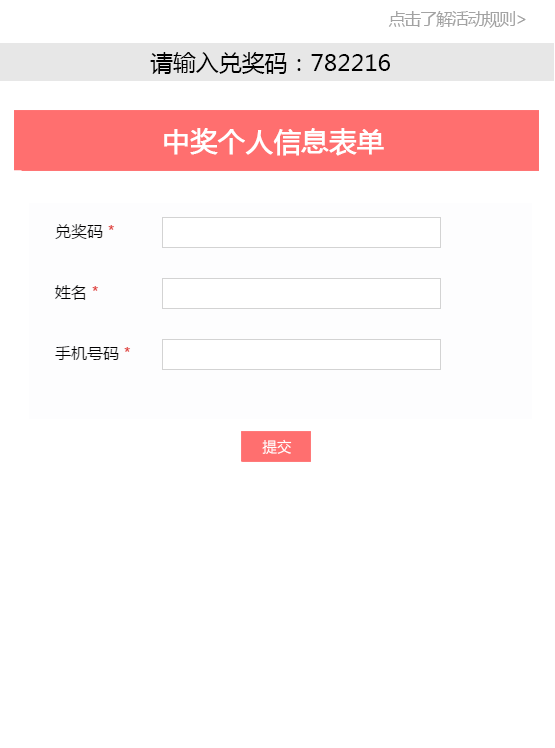 点击了解活动规则>
请输入兑奖码：782216
中奖个人信息表单
兑奖码 *
姓名 *
手机号码 *
提交